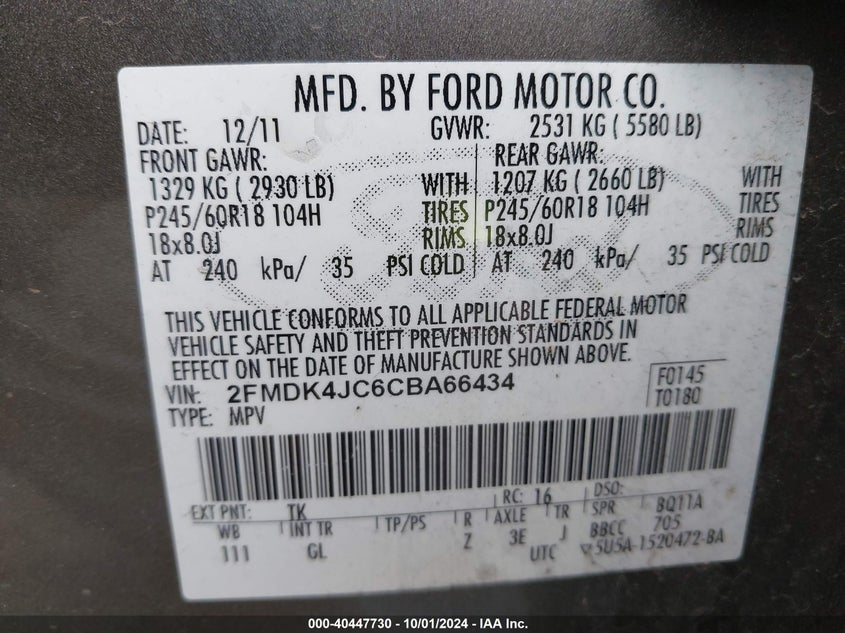 MFD. BY FORD MOTOR CO.
DATE: 12/11 GVWR: 2531 KG ( 5580 LB)
FRONT GAWR: REAR GAWR:
1329 KG ( 2930 LB) WITH 1207 KG ( 2660 LB) WITH
P245/60R18 104H TIRES P245/60R18 104H TIRES
18x8.0J RIMS 18x8.0J RIMS
AT 240 kPa/ 35 PSI COLD AT 240 kPa/ 35 PSI COLD
THIS VEHICLE CONFORMS TO ALL APPLICABLE FEDERAL MOTOR
VEHICLE SAFETY AND THEFT PREVENTION STANDARDS IN
EFFECT ON THE DATE OF MANUFACTURE SHOWN ABOVE.
VIN: 2FMDK4JC6CBA66434 F0145
TYPE: MPV T0180
EXT PNT: TK RC: 16 DSO:
WB INT TR TP/PS R AXLE TR SPR BQ11A
111 GL Z 3E J BBCC 705
UTC 5U5A-1520472-BA
000-40447730 - 10/01/2024 - IAA Inc.